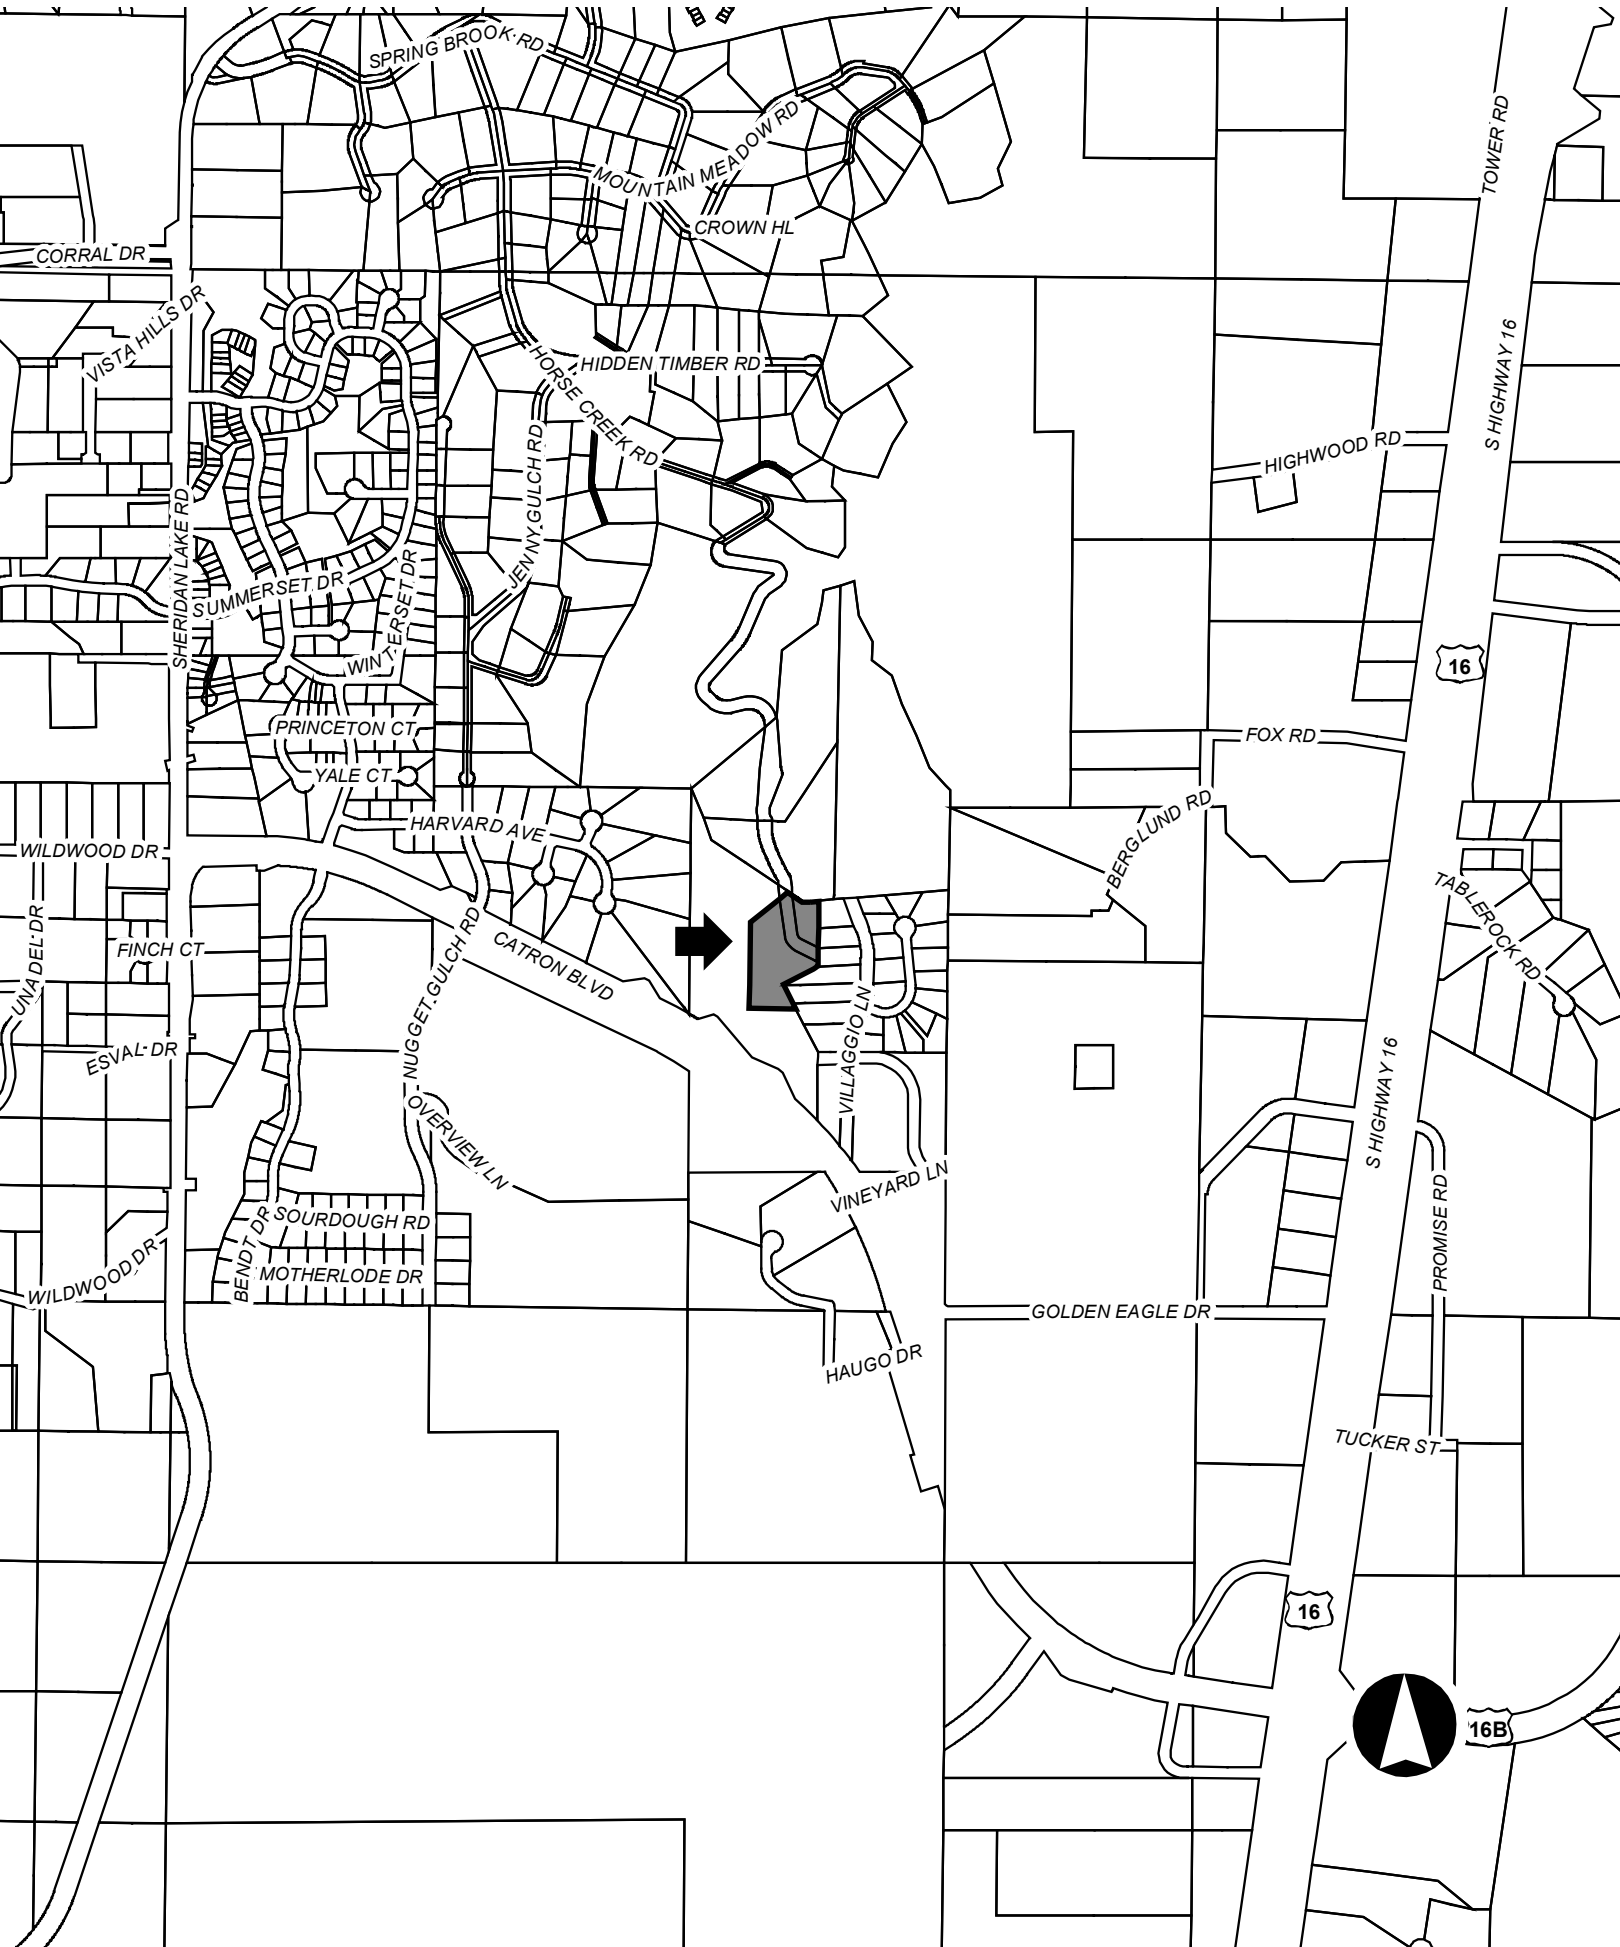 SPRING BROOK RD
TOWER RD
MOUNTAIN MEADOW RD
CROWN HL
CORRAL DR
VISTA HILLS DR
HORSE CREEK RD
HIDDEN TIMBER RD
S HIGHWAY 16
HIGHWOOD RD
JENNY GULCH RD
SHERIDAN LAKE RD
SUMMERSET DR
WINTERSET DR
16
PRINCETON CT
FOX RD
YALE CT
BERGLUND RD
HARVARD AVE
WILDWOOD DR
TABLEROCK RD
UNADEL DR
FINCH CT
NUGGET GULCH RD
CATRON BLVD
VILLAGGIO LN
ESVAL DR
S HIGHWAY 16
OVERVIEW LN
VINEYARD LN
PROMISE RD
SOURDOUGH RD
BENDT DR
WILDWOOD DR
MOTHERLODE DR
GOLDEN EAGLE DR
HAUGO DR
TUCKER ST
16
16B